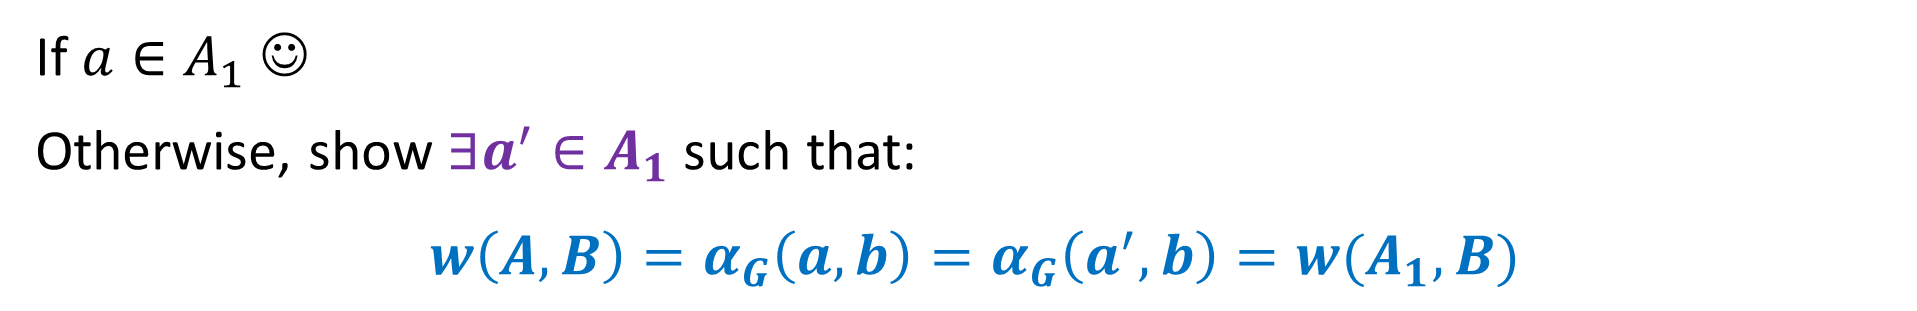 If 𝑎 ∈ 𝐴₁ ☺
Otherwise, show ∃𝒂′ ∈ 𝑨₁ such that:
𝒘(𝑨, 𝑩) = 𝜶_𝑮(𝒂, 𝒃) = 𝜶_𝑮(𝒂′, 𝒃) = 𝒘(𝑨₁, 𝑩)